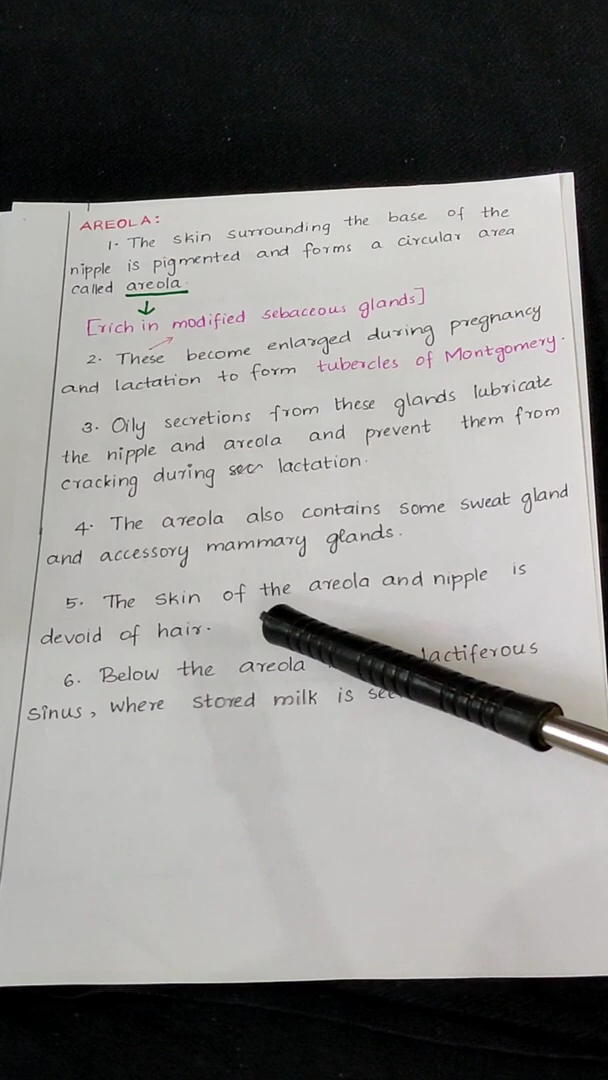 AREOLA:
1. The skin surrounding the base of the
nipple is pigmented and forms a circular area
called areola.
[rich in modified sebaceous glands]
2. These become enlarged during pregnancy
and lactation to form tubercles of Montgomery.
3. Oily secretions from these glands lubricate
the nipple and areola and prevent them from
cracking during lactation.
4. The areola also contains some sweat gland
and accessory mammary glands.
5. The skin of the areola and nipple is
devoid of hair.
6. Below the areola lactiferous
sinus, where stored milk is